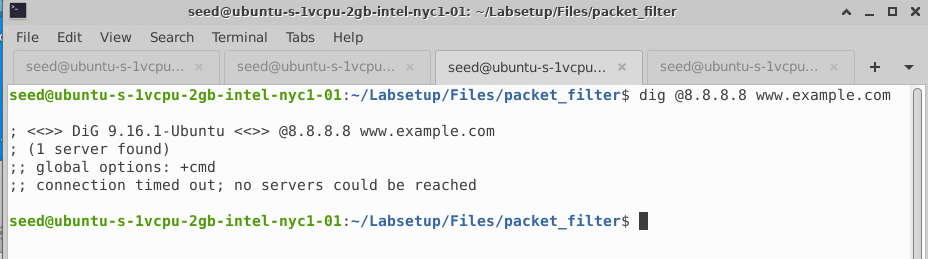 seed@ubuntu-s-1vcpu-2gb-intel-nyc1-01: ~/Labsetup/Files/packet_filter
File Edit View Search Terminal Tabs Help
seed@ubuntu-s-1vcpu... × seed@ubuntu-s-1vcpu... × seed@ubuntu-s-1vcpu... × seed@ubuntu-s-1vcpu... ×
seed@ubuntu-s-1vcpu-2gb-intel-nyc1-01:~/Labsetup/Files/packet_filter$ dig @8.8.8.8 www.example.com
; <<>> DiG 9.16.1-Ubuntu <<>> @8.8.8.8 www.example.com
; (1 server found)
;; global options: +cmd
;; connection timed out; no servers could be reached
seed@ubuntu-s-1vcpu-2gb-intel-nyc1-01:~/Labsetup/Files/packet_filter$